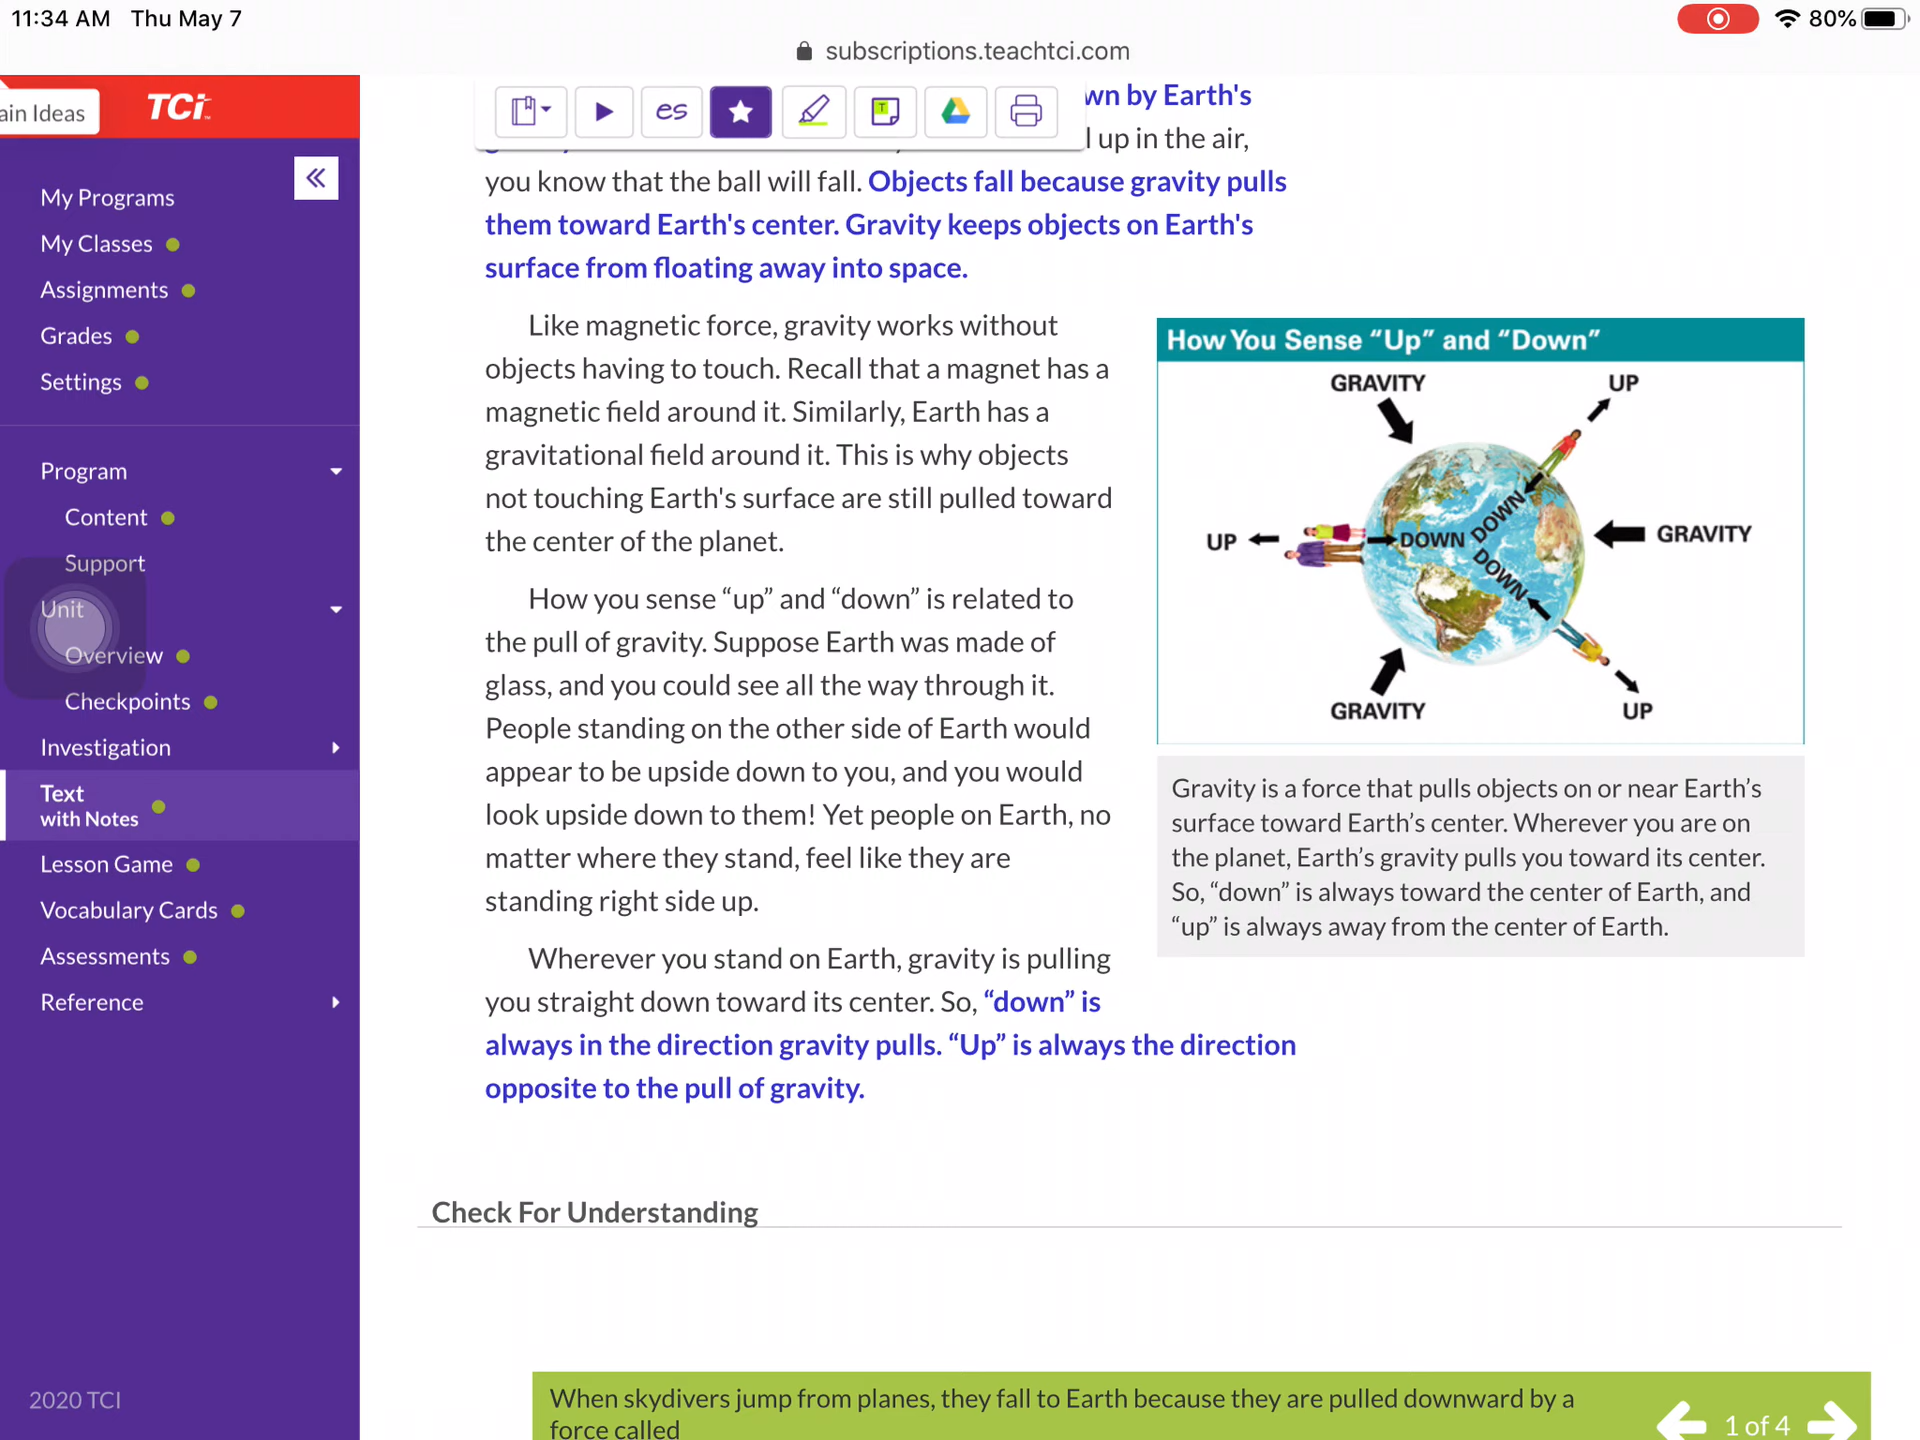 11:34 AM Thu May 7
80%
subscriptions.teachtci.com
ain Ideas
TCi
My Programs
My Classes
Assignments
Grades
Settings
Program
Content
Support
Unit
Overview
Checkpoints
Investigation
Text
with Notes
Lesson Game
Vocabulary Cards
Assessments
Reference
2020 TCI
es
T
wn by Earth's
l up in the air,
you know that the ball will fall. Objects fall because gravity pulls
them toward Earth's center. Gravity keeps objects on Earth's
surface from floating away into space.
Like magnetic force, gravity works without
objects having to touch. Recall that a magnet has a
magnetic field around it. Similarly, Earth has a
gravitational field around it. This is why objects
not touching Earth's surface are still pulled toward
the center of the planet.
How you sense “up” and “down” is related to
the pull of gravity. Suppose Earth was made of
glass, and you could see all the way through it.
People standing on the other side of Earth would
appear to be upside down to you, and you would
look upside down to them! Yet people on Earth, no
matter where they stand, feel like they are
standing right side up.
Wherever you stand on Earth, gravity is pulling
you straight down toward its center. So, “down” is
always in the direction gravity pulls. “Up” is always the direction
opposite to the pull of gravity.
How You Sense “Up” and “Down”
GRAVITY
UP
DOWN
GRAVITY
UP
DOWN
DOWN
GRAVITY
UP
Gravity is a force that pulls objects on or near Earth’s
surface toward Earth’s center. Wherever you are on
the planet, Earth’s gravity pulls you toward its center.
So, “down” is always toward the center of Earth, and
“up” is always away from the center of Earth.
Check For Understanding
When skydivers jump from planes, they fall to Earth because they are pulled downward by a
force called
1 of 4